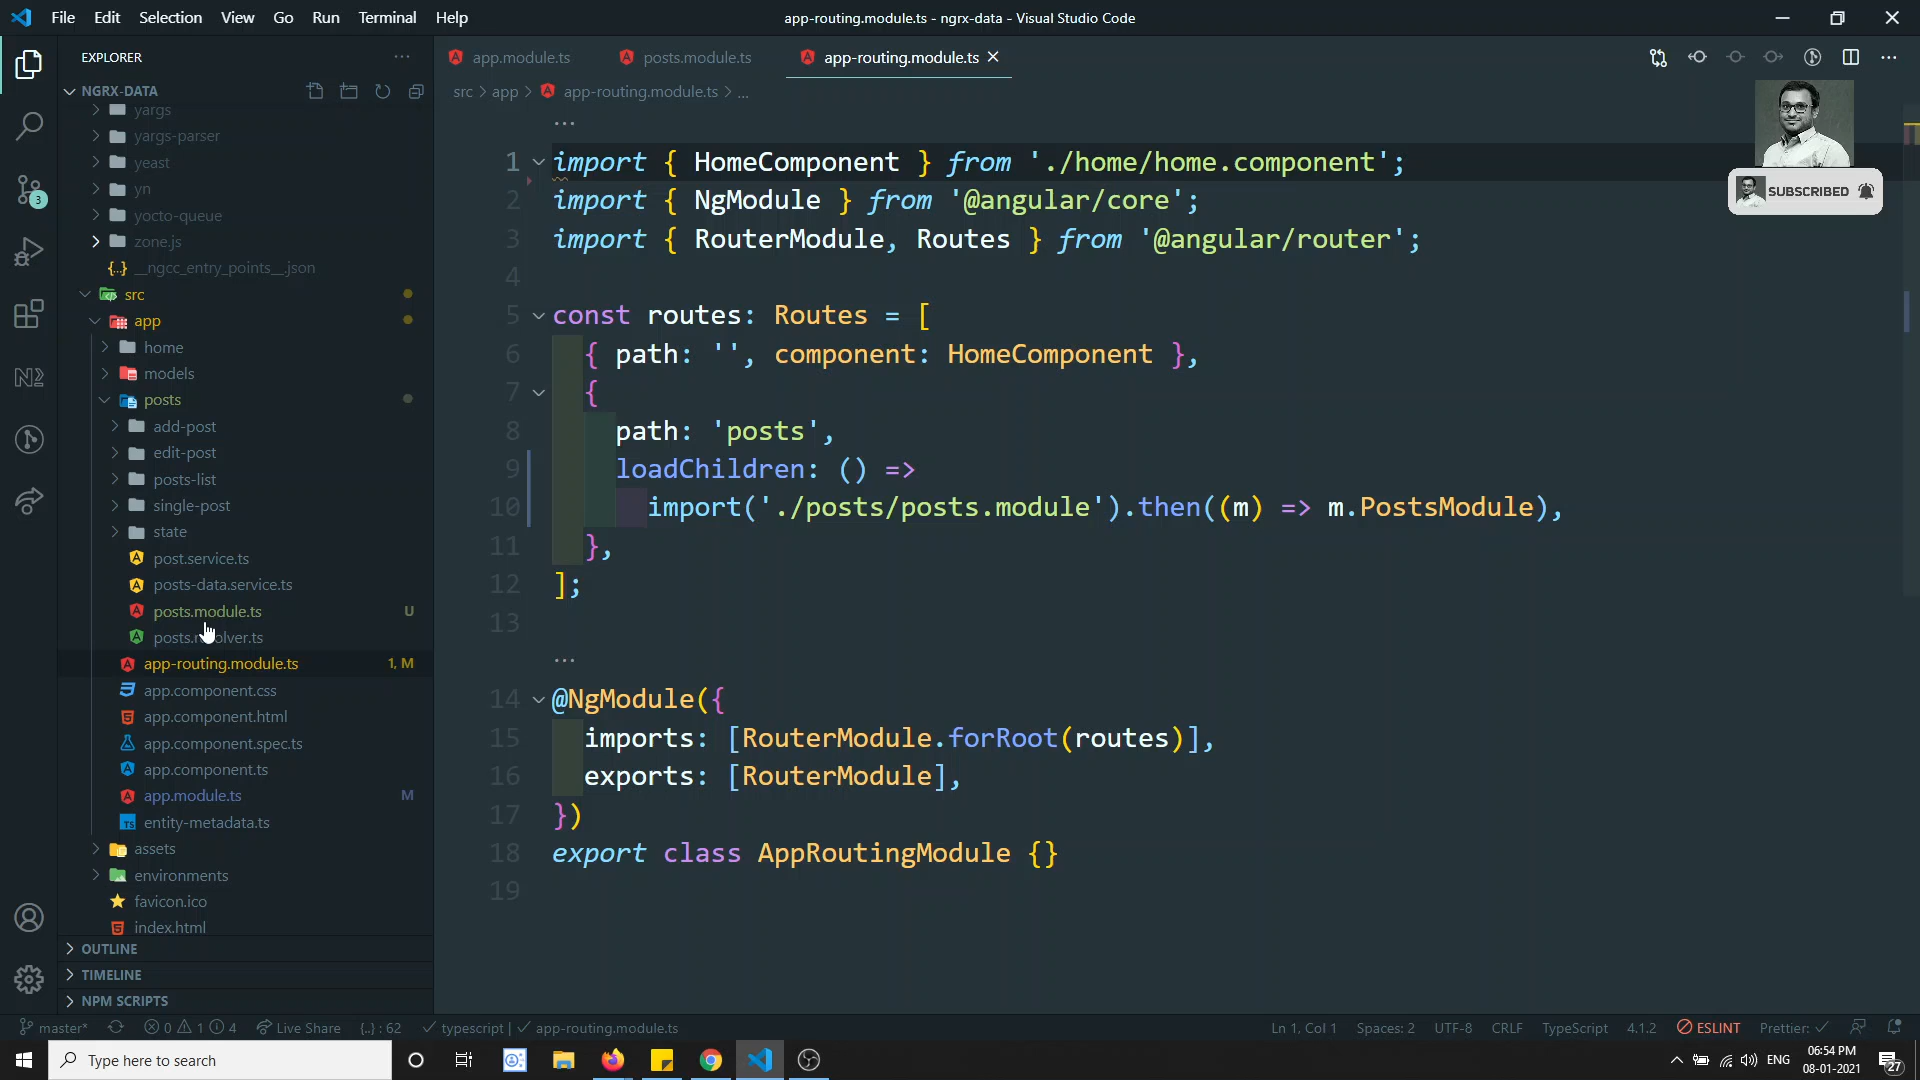 File Edit Selection View Go Run Terminal Help
app-routing.module.ts - ngrx-data - Visual Studio Code
EXPLORER
NGRX-DATA
yargs
yargs-parser
yeast
yn
yocto-queue
zone.js
{..} __ngcc_entry_points__.json
src
app
home
models
posts
add-post
edit-post
posts-list
single-post
state
post.service.ts
posts-data.service.ts
posts.module.ts U
app-routing.module.ts 1, M
app.component.css
app.component.html
app.component.spec.ts
app.component.ts
app.module.ts M
TS entity-metadata.ts
assets
environments
favicon.ico
index.html
OUTLINE
TIMELINE
NPM SCRIPTS
3
app.module.ts posts.module.ts app-routing.module.ts
src > app > app-routing.module.ts > ...
...
1 import { HomeComponent } from './home/home.component';
2 import { NgModule } from '@angular/core';
3 import { RouterModule, Routes } from '@angular/router';
4
5 const routes: Routes = [
6 { path: '', component: HomeComponent },
7 {
8 path: 'posts',
9 loadChildren: () =>
10 import('./posts/posts.module').then((m) => m.PostsModule),
11 },
12 ];
13
...
14 @NgModule({
15 imports: [RouterModule.forRoot(routes)],
16 exports: [RouterModule],
17 })
18 export class AppRoutingModule {}
19
SUBSCRIBED
master* 0 1 4 Live Share {..} : 62 typescript | app-routing.module.ts
Ln 1, Col 1 Spaces: 2 UTF-8 CRLF TypeScript 4.1.2 ESLINT Prettier:
Type here to search
ENG
06:54 PM
08-01-2021
27